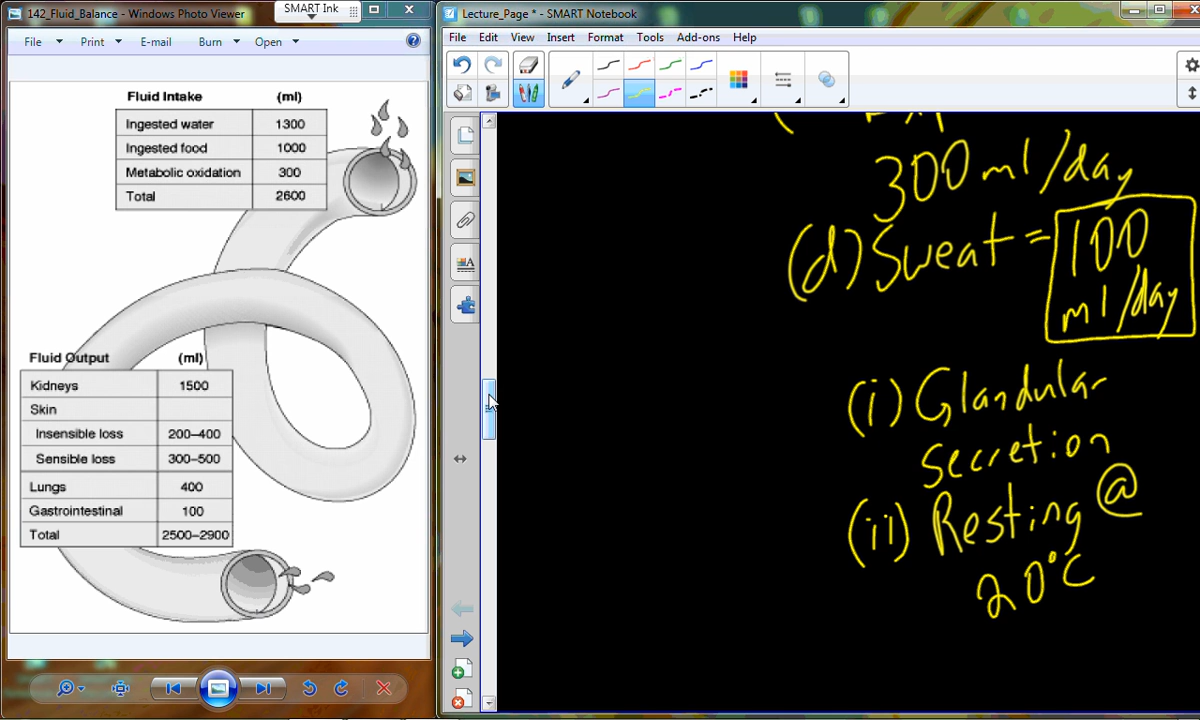 142_Fluid_Balance - Windows Photo Viewer
SMART Ink
File Print E-mail Burn Open
Fluid Intake (ml)
Ingested water 1300
Ingested food 1000
Metabolic oxidation 300
Total 2600
Fluid Output (ml)
Kidneys 1500
Skin
Insensible loss 200–400
Sensible loss 300–500
Lungs 400
Gastrointestinal 100
Total 2500–2900
Lecture_Page * - SMART Notebook
File Edit View Insert Format Tools Add-ons Help
300 ml/day
(d) Sweat = 100
ml/day
(i) Glandular
secretion
(ii) Resting @
20°C